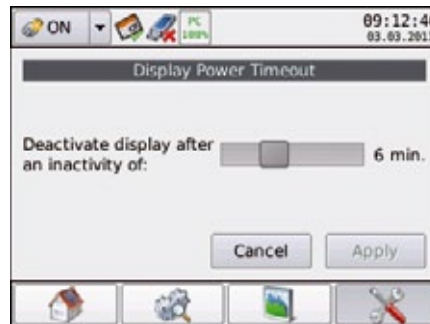 ON
PC
100%
09:12:4
03.03.201
Display Power Timeout
Deactivate display after
an inactivity of:
6 min.
Cancel
Apply